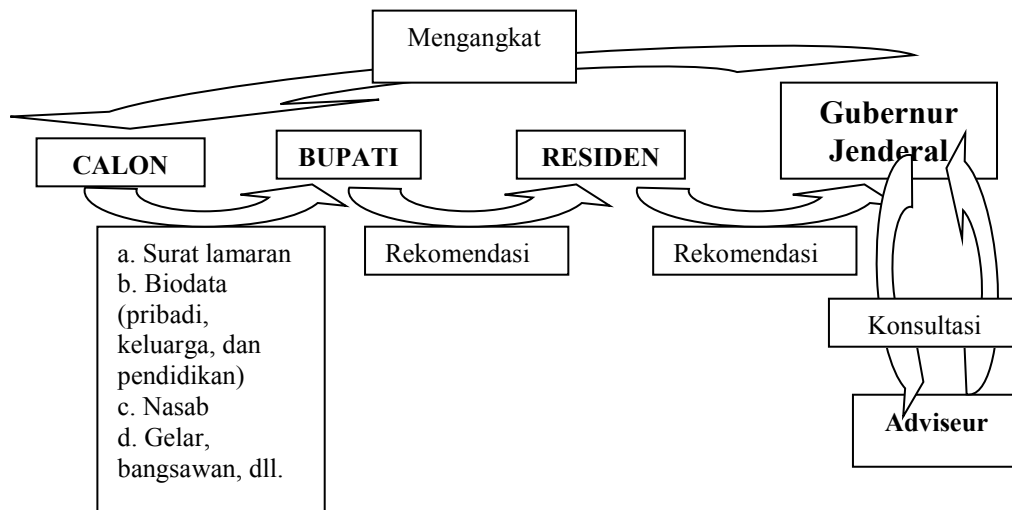 Mengangkat
CALON
BUPATI
RESIDEN
Gubernur
Jenderal
a. Surat lamaran
b. Biodata
(pribadi,
keluarga, dan
pendidikan)
c. Nasab
d. Gelar,
bangsawan, dll.
Rekomendasi
Rekomendasi
Konsultasi
Adviseur